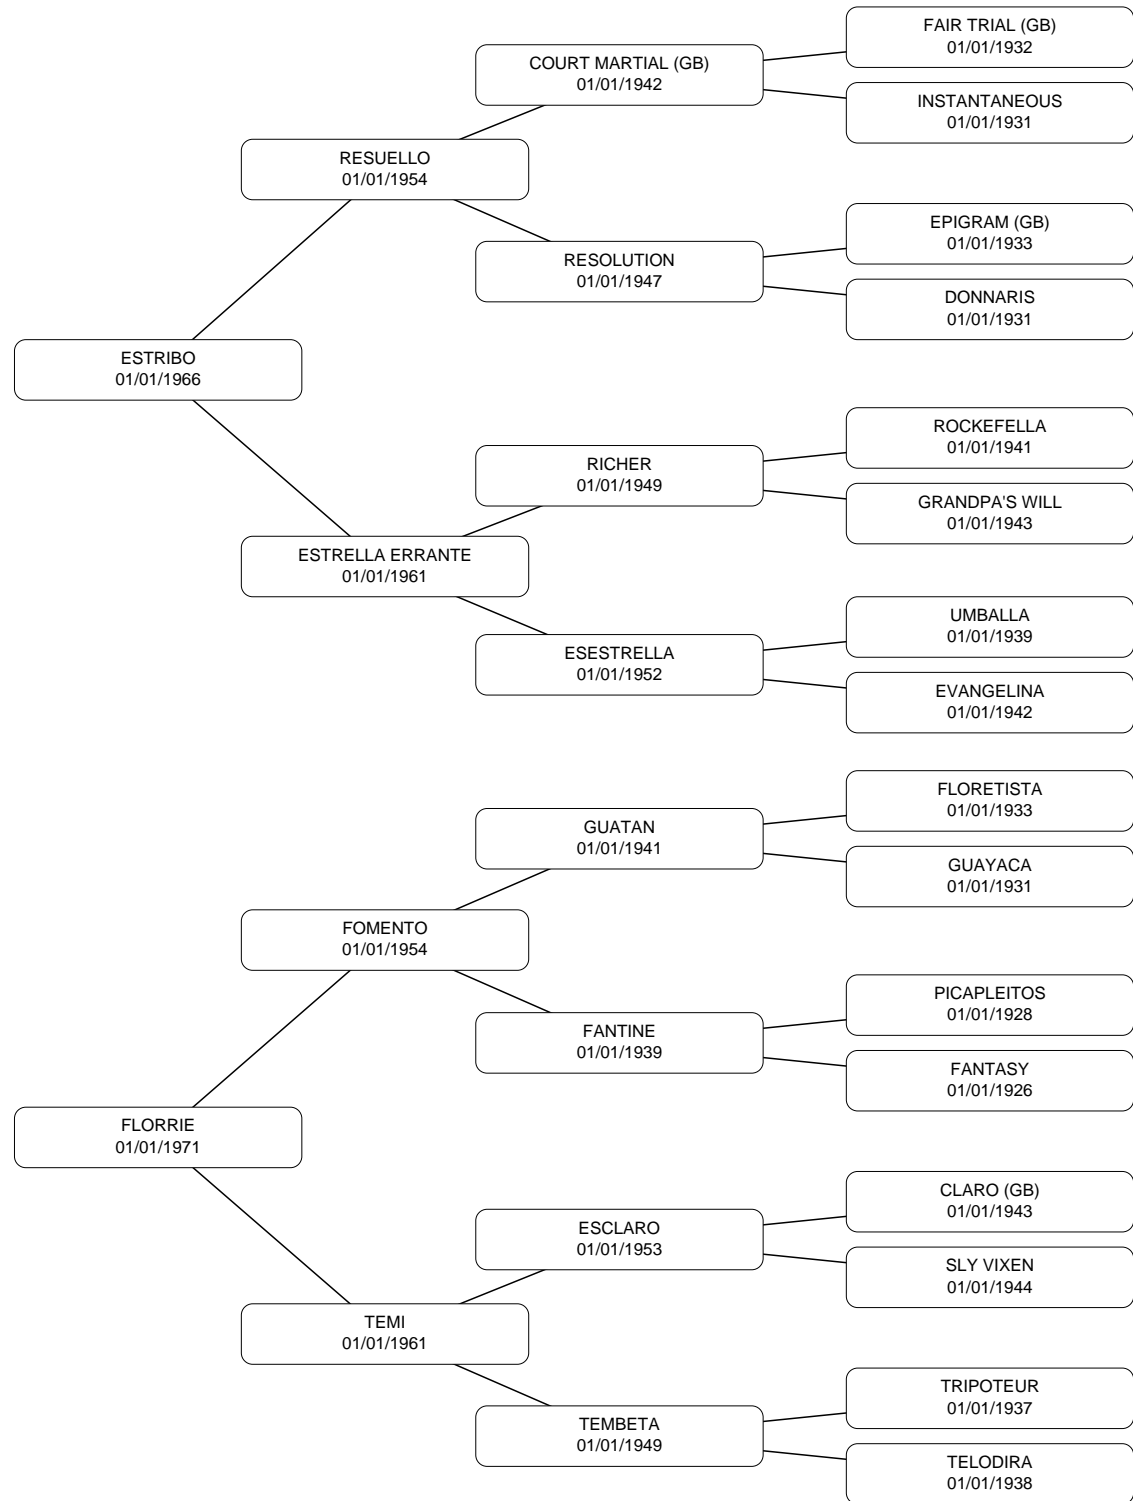 FAIR TRIAL (GB)
01/01/1932
COURT MARTIAL (GB)
01/01/1942
INSTANTANEOUS
01/01/1931
RESUELLO
01/01/1954
EPIGRAM (GB)
01/01/1933
RESOLUTION
01/01/1947
DONNARIS
01/01/1931
ESTRIBO
01/01/1966
ROCKEFELLA
01/01/1941
RICHER
01/01/1949
GRANDPA'S WILL
01/01/1943
ESTRELLA ERRANTE
01/01/1961
UMBALLA
01/01/1939
ESESTRELLA
01/01/1952
EVANGELINA
01/01/1942
FLORETISTA
01/01/1933
GUATAN
01/01/1941
GUAYACA
01/01/1931
FOMENTO
01/01/1954
PICAPLEITOS
01/01/1928
FANTINE
01/01/1939
FANTASY
01/01/1926
FLORRIE
01/01/1971
CLARO (GB)
01/01/1943
ESCLARO
01/01/1953
SLY VIXEN
01/01/1944
TEMI
01/01/1961
TRIPOTEUR
01/01/1937
TEMBETA
01/01/1949
TELODIRA
01/01/1938